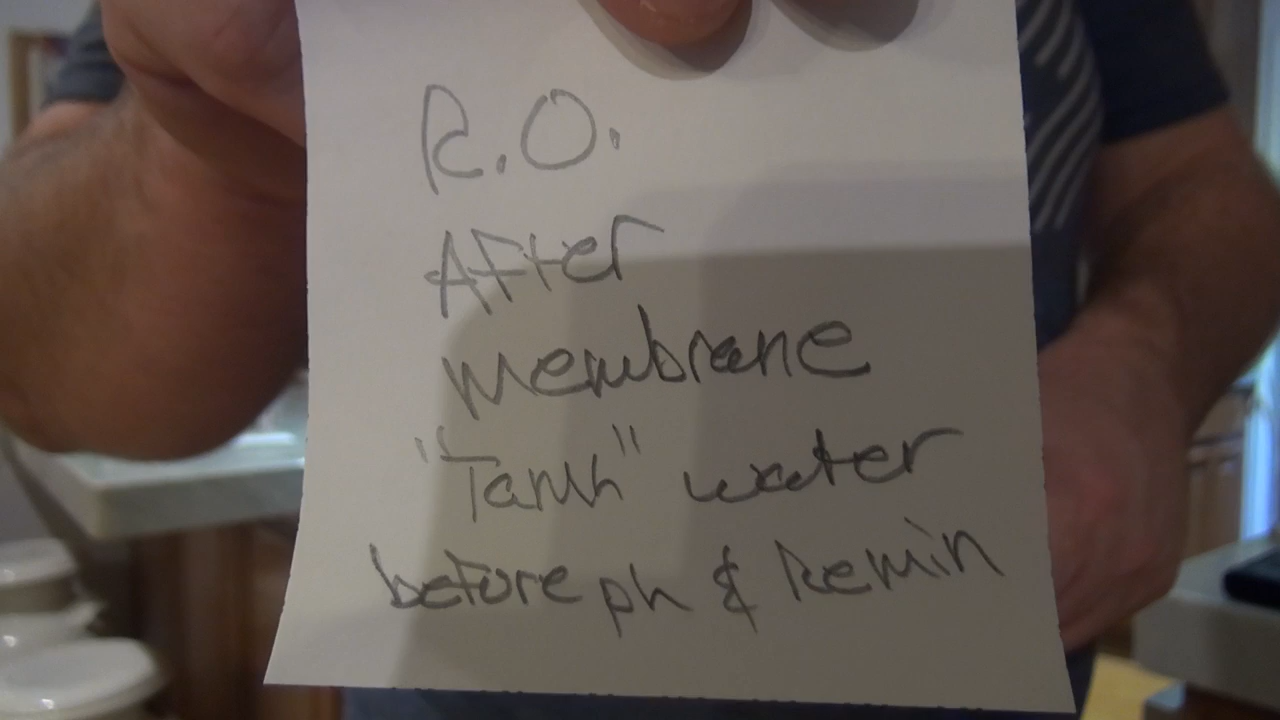 R.O.
After
Membrane
"Tank" water
before ph & Remin